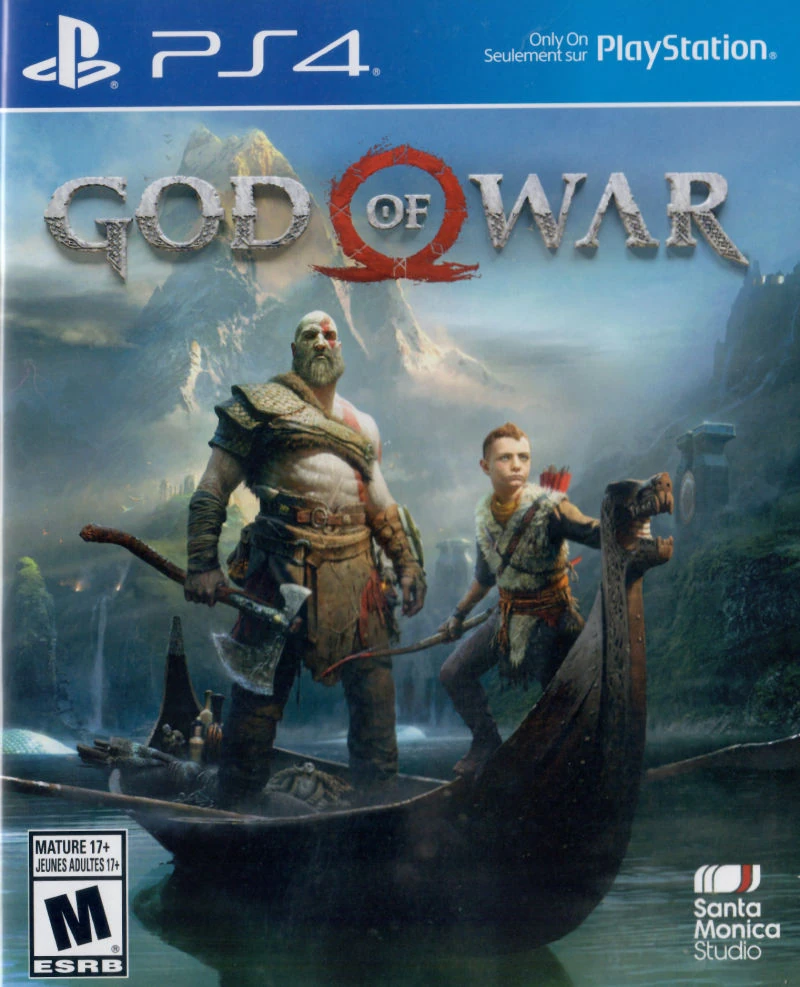 PS4®
Only On
Seulement sur
PlayStation®
GOD OF WAR
MATURE 17+
JEUNES ADULTES 17+
M®
ESRB
Santa
Monica
Studio